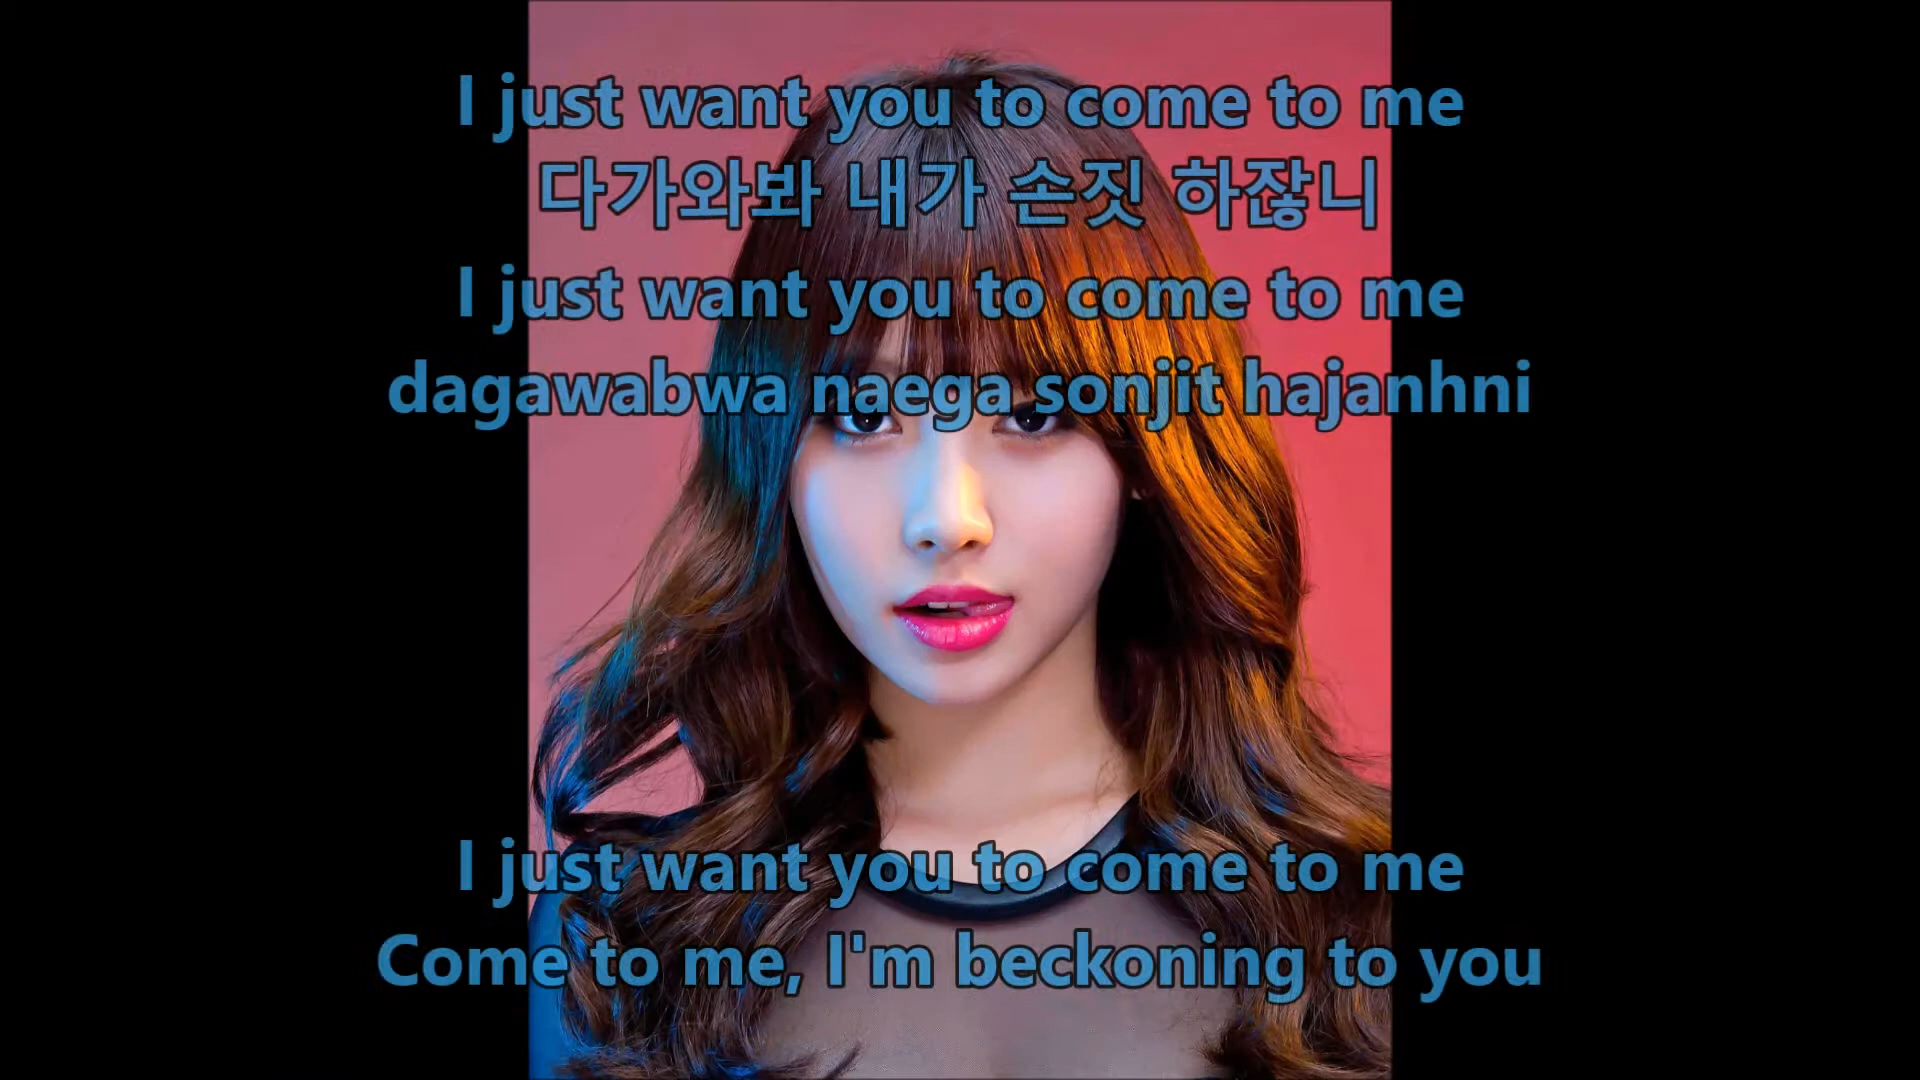 I just want you to come to me
다가와봐 내가 손짓 하잖니
I just want you to come to me
dagawabwa naega sonjit hajanhni
I just want you to come to me
Come to me, I'm beckoning to you